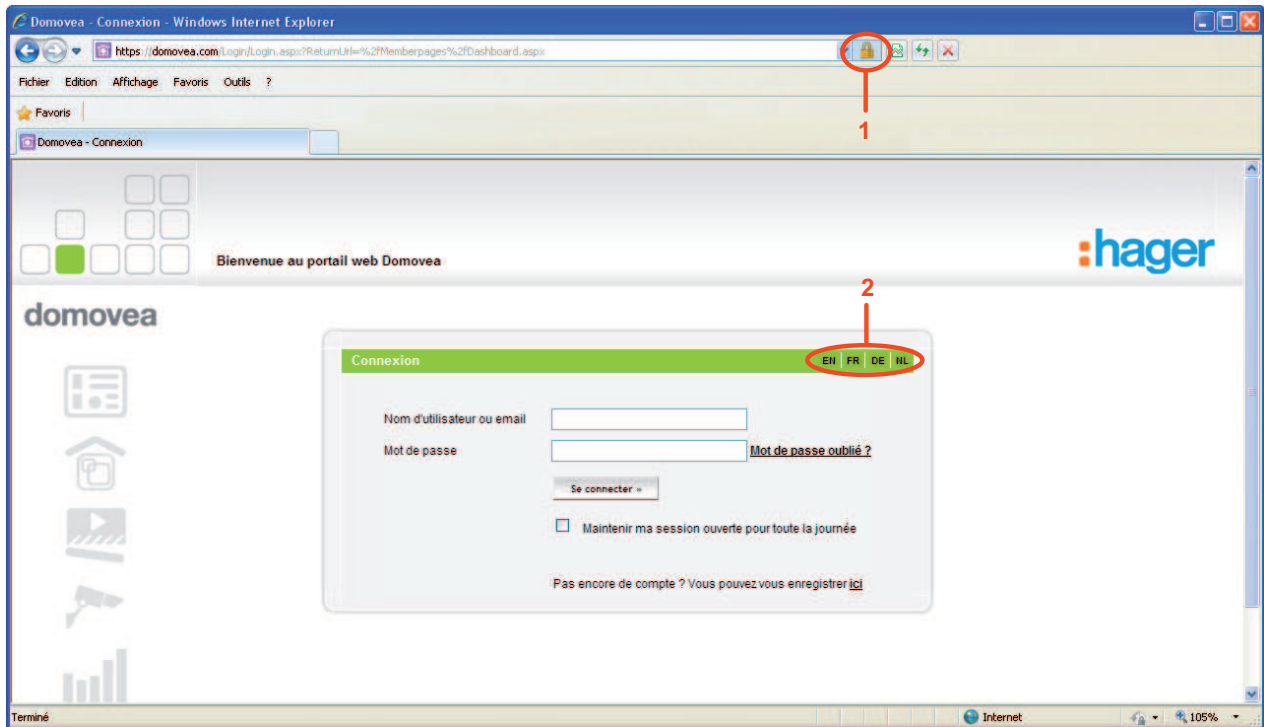 Domovea - Connexion - Windows Internet Explorer
https://domovea.com/Login/Login.aspx?ReturnUrl=%2fMemberpages%2fDashboard.aspx
Fichier Edition Affichage Favoris Outils ?
Favoris
1
Domovea - Connexion
Bienvenue au portail web Domovea
:hager
domovea
2
Connexion EN FR DE NL
Nom d'utilisateur ou email
Mot de passe Mot de passe oublié ?
Se connecter »
Maintenir ma session ouverte pour toute la journée
Pas encore de compte ? Vous pouvez vous enregistrer ici
Terminé Internet 105%